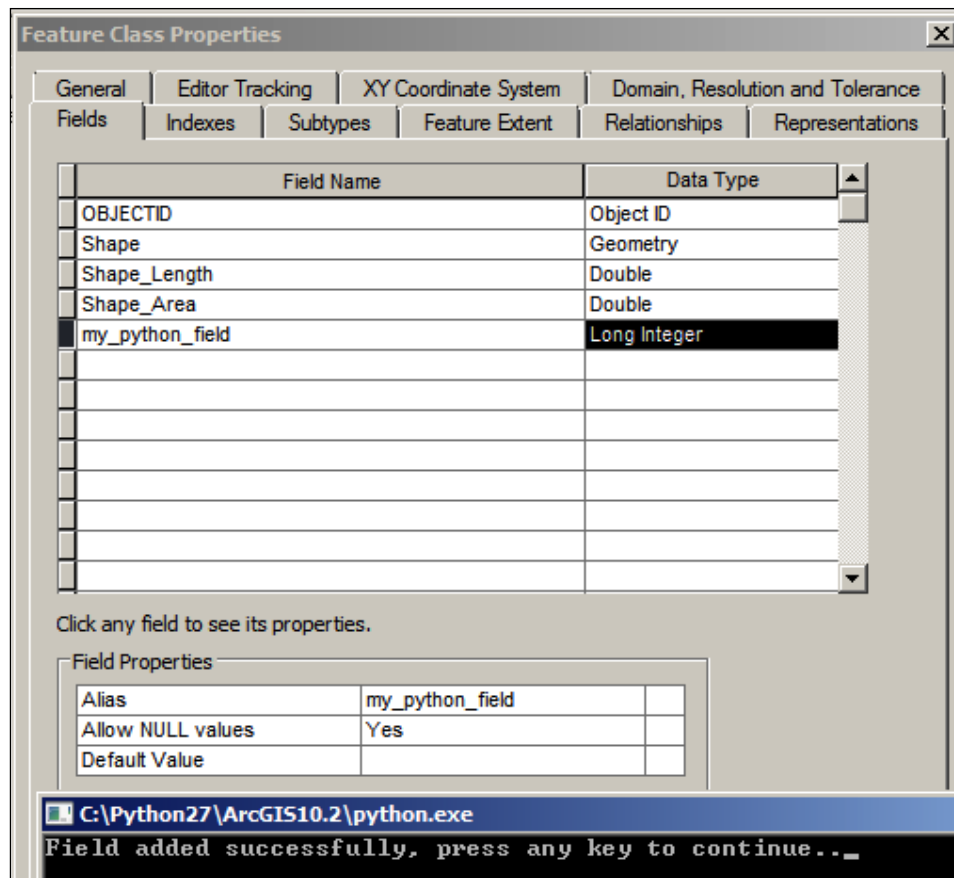 Feature Class Properties
General Editor Tracking XY Coordinate System Domain, Resolution and Tolerance
Fields Indexes Subtypes Feature Extent Relationships Representations
Field Name Data Type
OBJECTID Object ID
Shape Geometry
Shape_Length Double
Shape_Area Double
my_python_field Long Integer
Click any field to see its properties.
Field Properties
Alias my_python_field
Allow NULL values Yes
Default Value
C:\Python27\ArcGIS10.2\python.exe
Field added successfully, press any key to continue.._